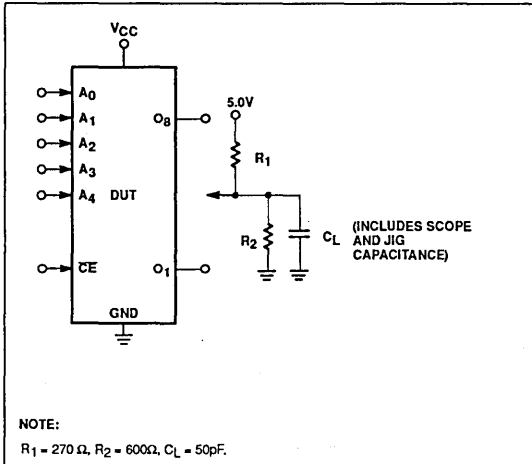 VCC
A0
A1
A2
A3
A4
DUT
CE
GND
O8
O1
5.0V
R1
R2
CL
(INCLUDES SCOPE
AND JIG
CAPACITANCE)
NOTE:
R1 = 270 Ω, R2 = 600Ω, CL = 50pF.